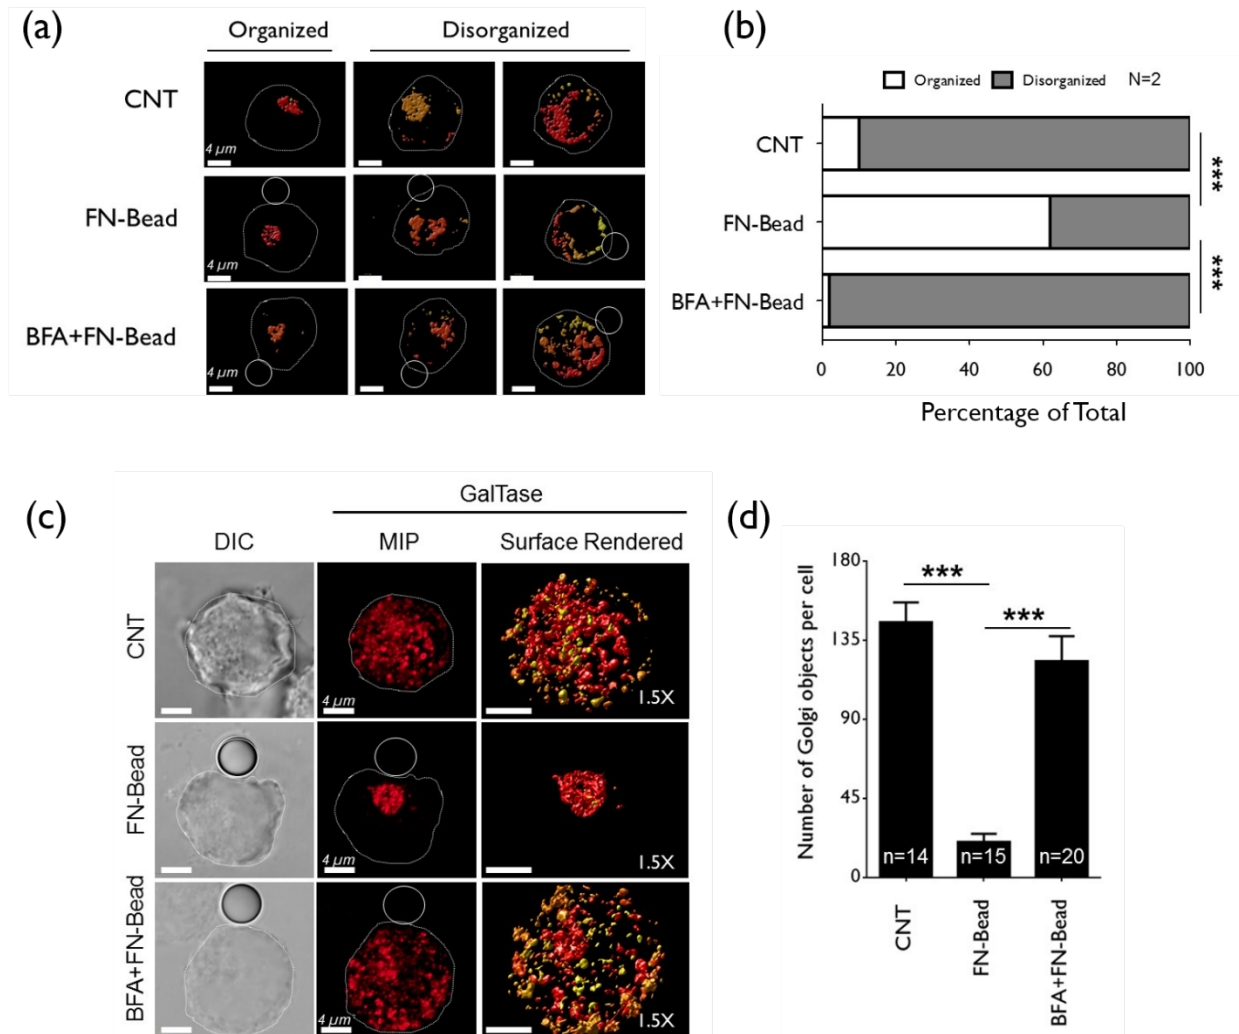 (a)
Organized
Disorganized
CNT
4 µm
FN-Bead
4 µm
BFA+FN-Bead
4 µm
(b)
Organized
Disorganized
N=2
CNT
FN-Bead
BFA+FN-Bead
***
***
0
20
40
60
80
100
Percentage of Total
(c)
GalTase
DIC
MIP
Surface Rendered
CNT
4 µm
1.5X
FN-Bead
4 µm
1.5X
BFA+FN-Bead
4 µm
1.5X
(d)
Number of Golgi objects per cell
180
135
90
45
0
***
***
n=14
n=15
n=20
CNT
FN-Bead
BFA+FN-Bead